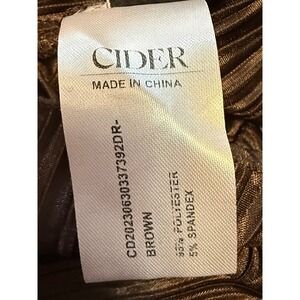 CIDER
MADE IN CHINA
CD20230630337392DR-
BROWN
95% POLYESTER
5% SPANDEX